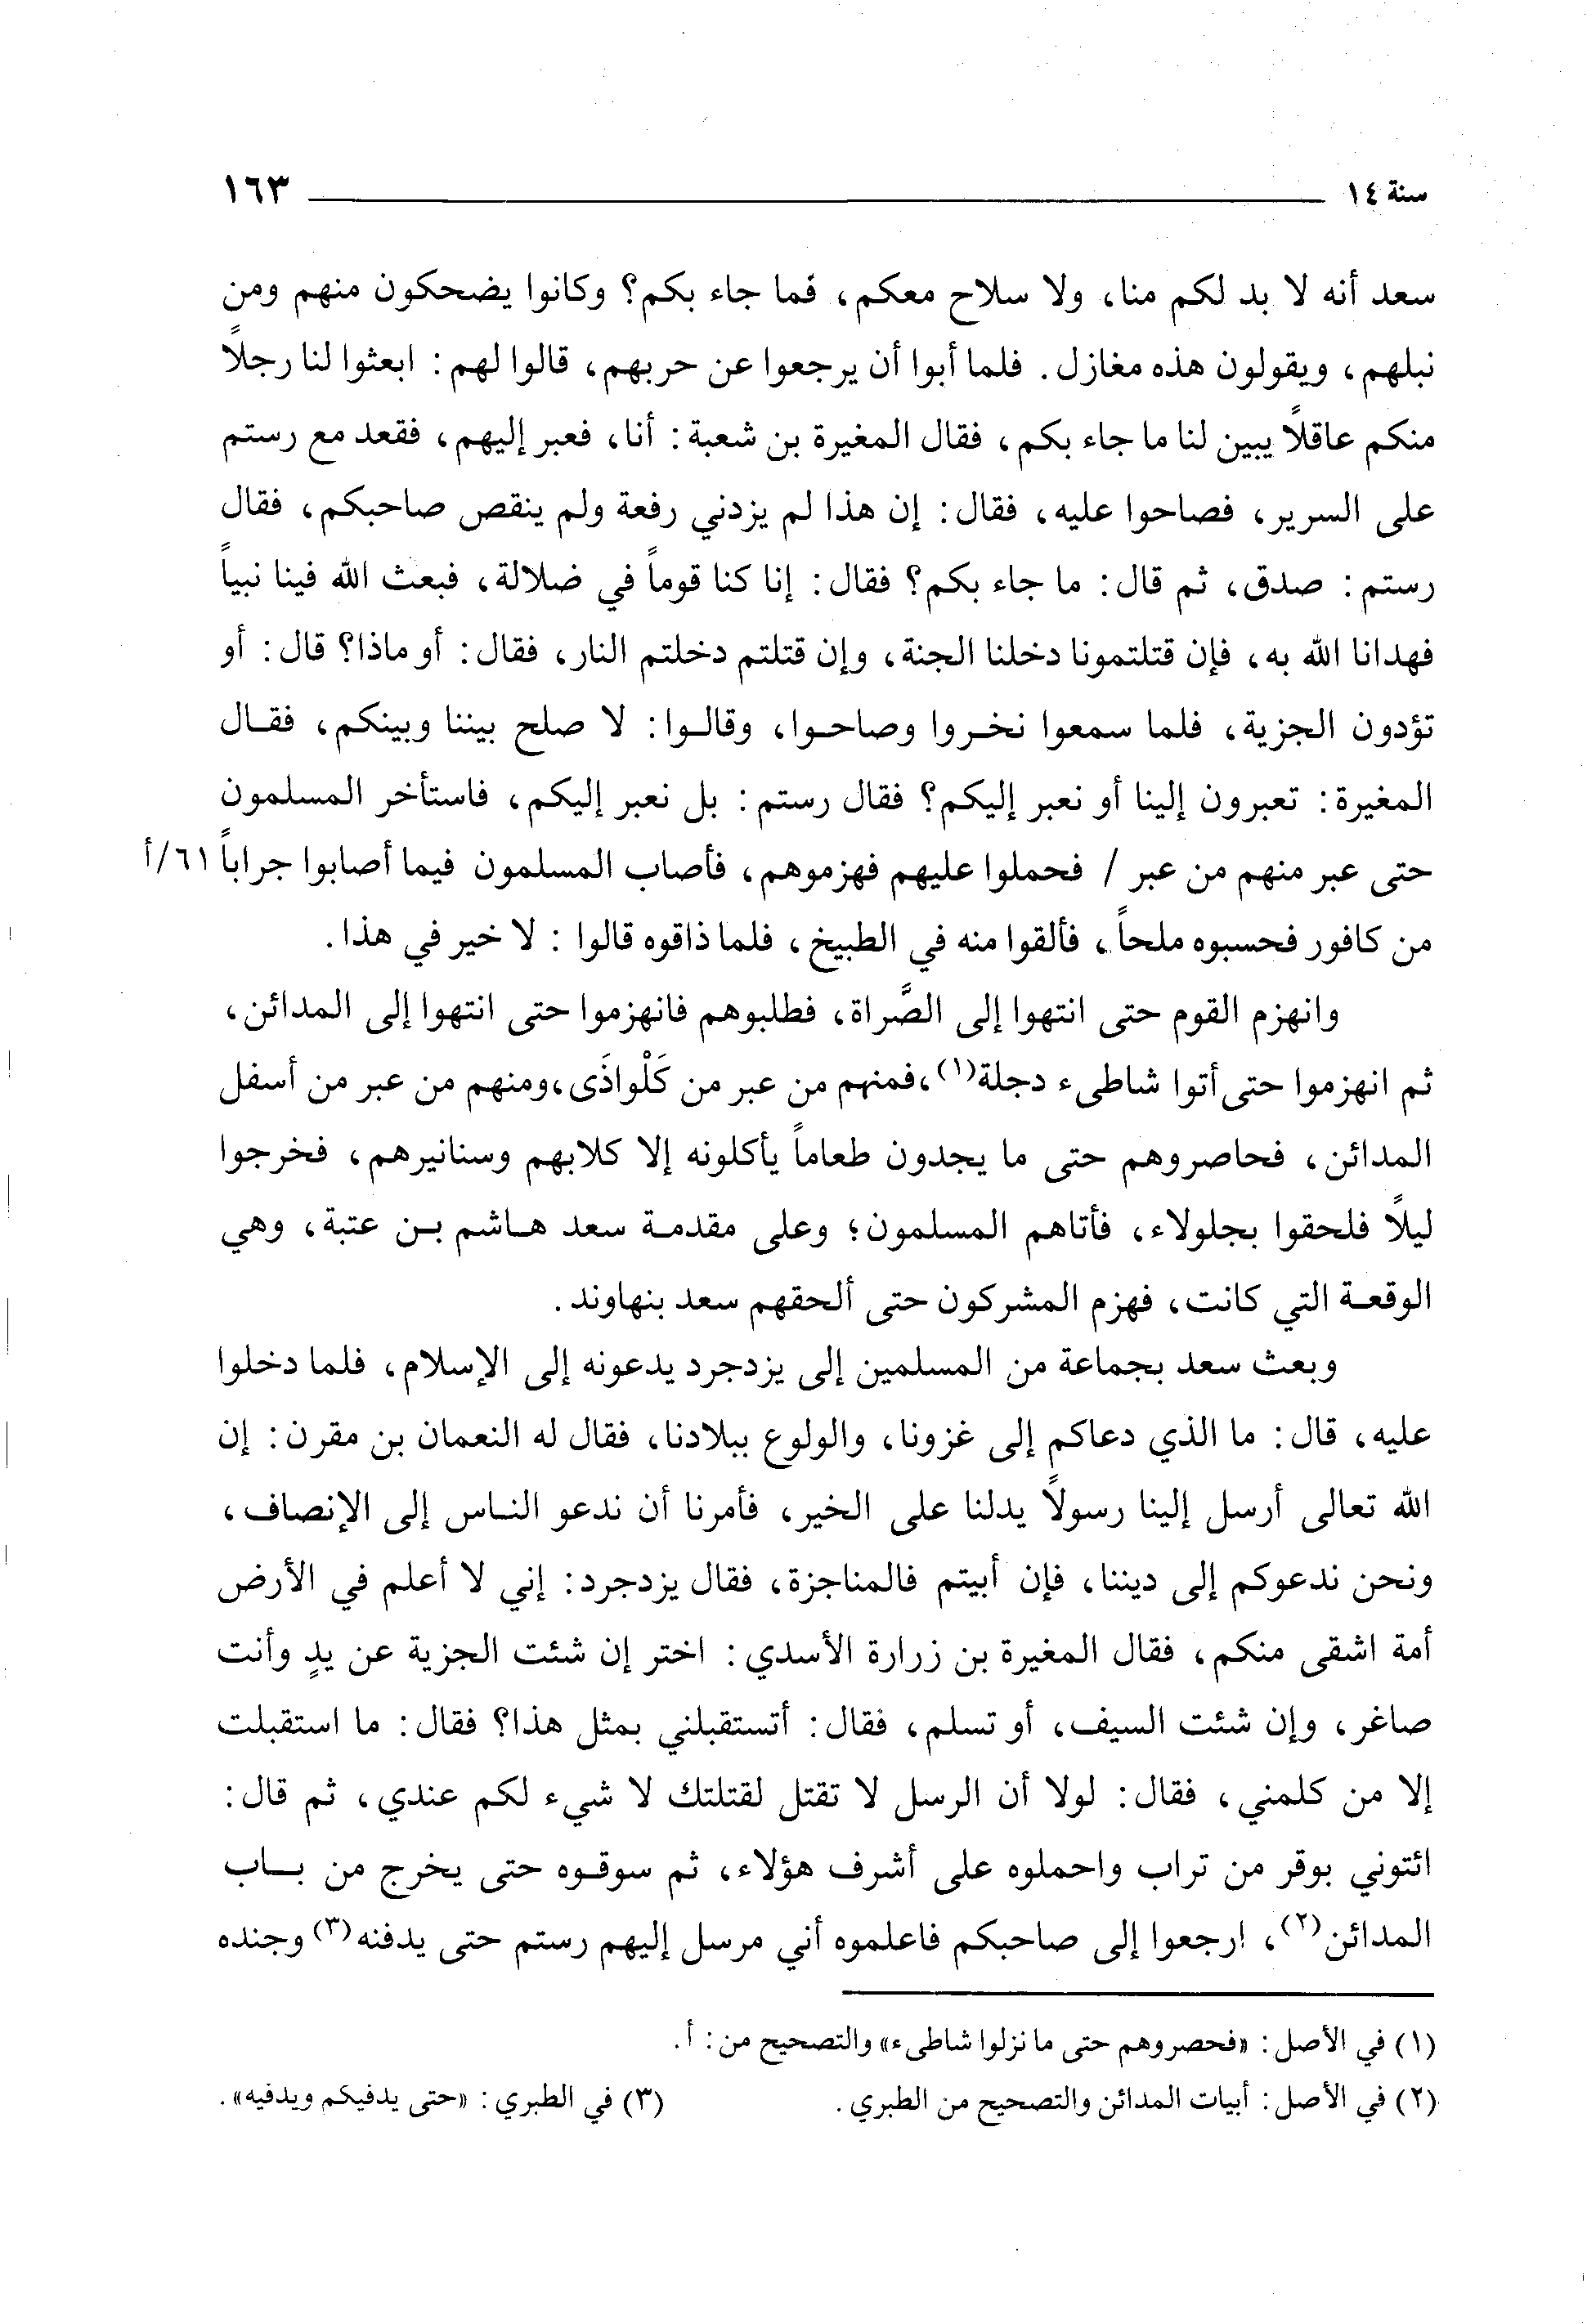 سنة ١٤ ١٦٣
سعد أنه لا بد لكم منا، ولا سلاح معكم، فما جاء بكم؟ وكانوا يضحكون منهم ومن
نبلهم، ويقولون هذه مغازل. فلما أبوا أن يرجعوا عن حربهم، قالوا لهم: ابعثوا لنا رجلاً
منكم عاقلاً يبين لنا ما جاء بكم، فقال المغيرة بن شعبة: أنا، فعبر إليهم، فقعد مع رستم
على السرير، فصاحوا عليه، فقال: إن هذا لم يزدني رفعة ولم ينقص صاحبكم، فقال
رستم: صدق، ثم قال: ما جاء بكم؟ فقال: إنا كنا قوماً في ضلالة، فبعث الله فينا نبياً
فهدانا الله به، فإن قتلتمونا دخلنا الجنة، وإن قتلتم دخلتم النار، فقال: أو ماذا؟ قال: أو
تؤدون الجزية، فلما سمعوا نخروا وصاحوا، وقالوا: لا صلح بيننا وبينكم، فقال
المغيرة: تعبرون إلينا أو نعبر إليكم؟ فقال رستم: بل نعبر إليكم، فاستأخر المسلمون
حتى عبر منهم من عبر / فحملوا عليهم فهزموهم، فأصاب المسلمون فيما أصابوا جراباً ٦١/أ
من كافور فحسبوه ملحاً، فألقوا منه في الطبيخ، فلما ذاقوه قالوا: لا خير في هذا.
وانهزم القوم حتى انتهوا إلى الصَّراة، فطلبوهم فانهزموا حتى انتهوا إلى المدائن،
ثم انهزموا حتى أتوا شاطىء دجلة(١)، فمنهم من عبر من كَلْواذَى، ومنهم من عبر من أسفل
المدائن، فحاصروهم حتى ما يجدون طعاماً يأكلونه إلا كلابهم وسنانيرهم، فخرجوا
ليلاً فلحقوا بجلولاء، فأتاهم المسلمون؛ وعلى مقدمة سعد هاشم بن عتبة، وهي
الوقعة التي كانت، فهزم المشركون حتى ألحقهم سعد بنهاوند.
وبعث سعد بجماعة من المسلمين إلى يزدجرد يدعونه إلى الإسلام، فلما دخلوا
عليه، قال: ما الذي دعاكم إلى غزونا، والولوع ببلادنا، فقال له النعمان بن مقرن: إن
الله تعالى أرسل إلينا رسولاً يدلنا على الخير، فأمرنا أن ندعو الناس إلى الإنصاف،
ونحن ندعوكم إلى ديننا، فإن أبيتم فالمناجزة، فقال يزدجرد: إني لا أعلم في الأرض
أمة اشقى منكم، فقال المغيرة بن زرارة الأسدي: اختر إن شئت الجزية عن يدٍ وأنت
صاغر، وإن شئت السيف، أو تسلم، فقال: أتستقبلني بمثل هذا؟ فقال: ما استقبلت
إلا من كلمني، فقال: لولا أن الرسل لا تقتل لقتلتك لا شيء لكم عندي، ثم قال:
ائتوني بوقر من تراب واحملوه على أشرف هؤلاء، ثم سوقوه حتى يخرج من باب
المدائن(٢)، ارجعوا إلى صاحبكم فاعلموه أني مرسل إليهم رستم حتى يدفنه(٣) وجنده
(١) في الأصل: «فحصروهم حتى ما نزلوا شاطىء» والتصحيح من: أ.
(٢) في الأصل: أبيات المدائن والتصحيح من الطبري. (٣) في الطبري: «حتى يدفيكم ويدفيه».